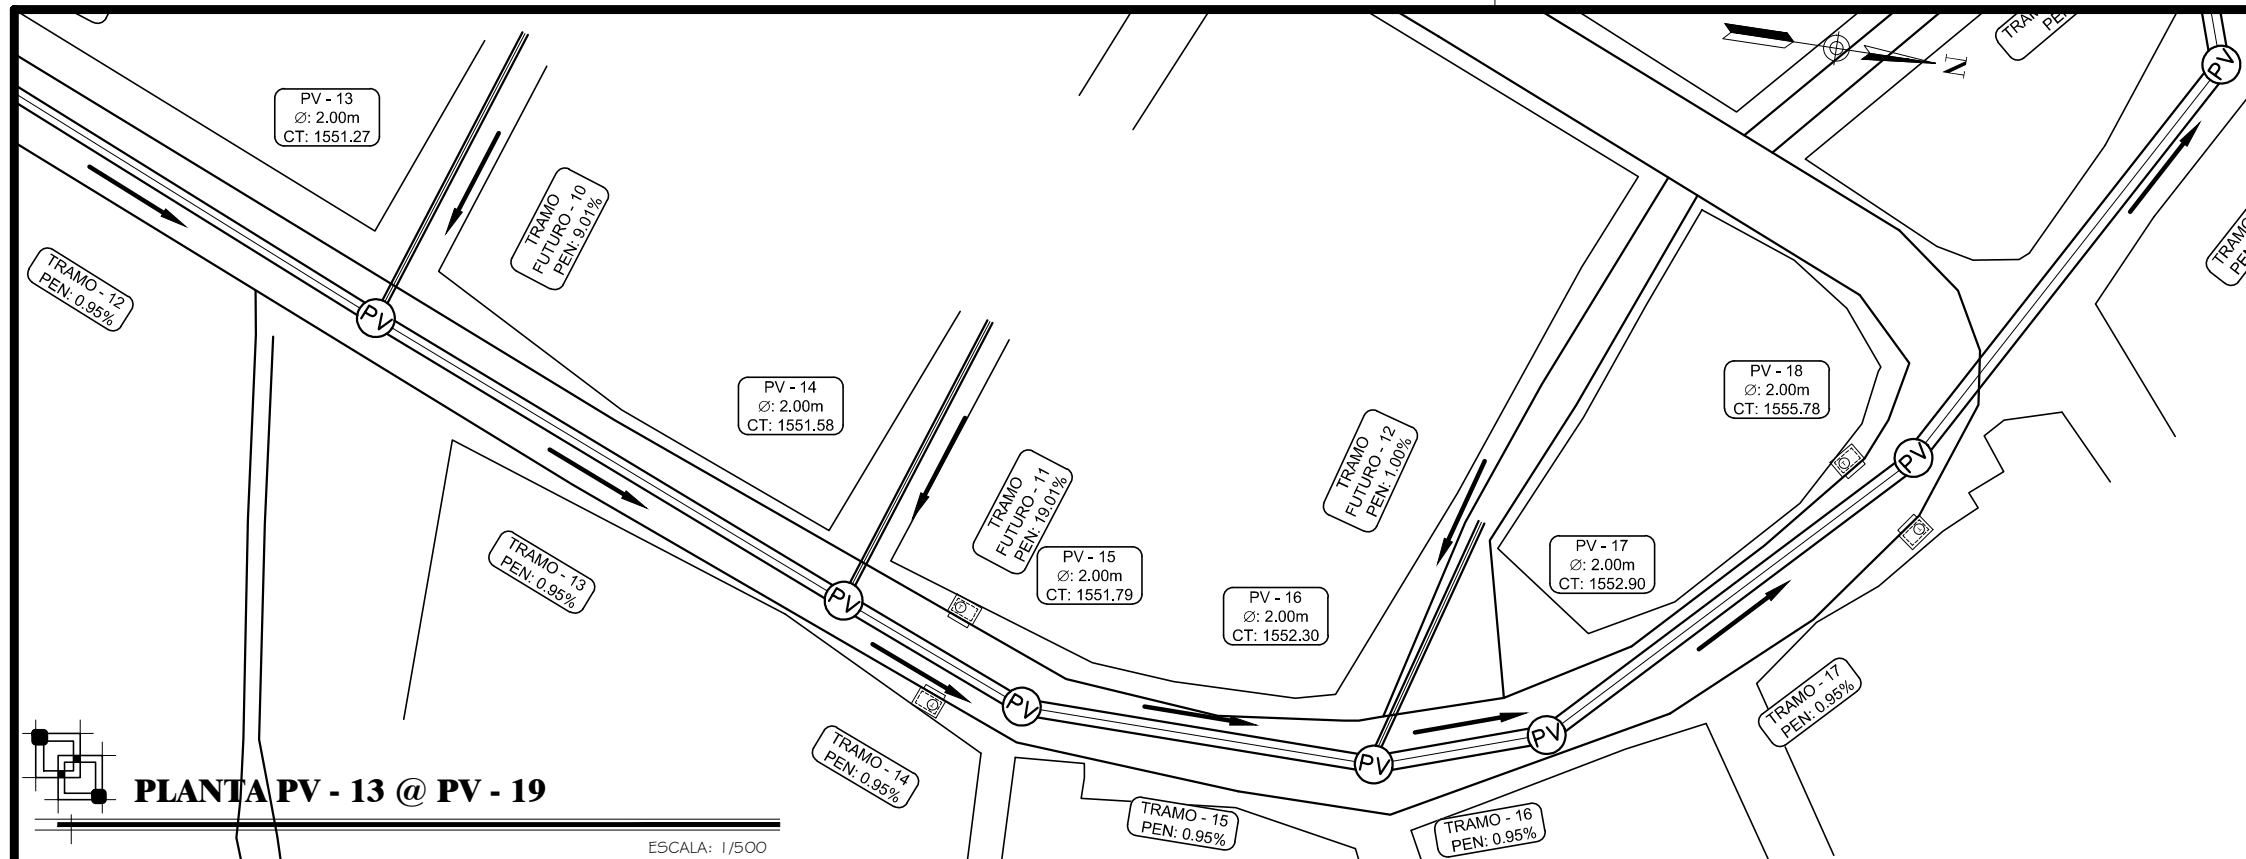 PV - 13
Ø: 2.00m
CT: 1551.27
TRAMO
FUTURO - 10
PEN: 9.01%
N
PV
TRAMO - 12
PEN: 0.95%
PV
PV - 14
Ø: 2.00m
CT: 1551.58
TRAMO
FUTURO - 11
PEN: 19.01%
TRAMO
FUTURO - 12
PEN: 1.00%
PV - 18
Ø: 2.00m
CT: 1555.78
PV
TRAMO - 13
PEN: 0.95%
PV
PV - 15
Ø: 2.00m
CT: 1551.79
PV - 16
Ø: 2.00m
CT: 1552.30
PV - 17
Ø: 2.00m
CT: 1552.90
PV
PV
PV
TRAMO - 14
PEN: 0.95%
TRAMO - 15
PEN: 0.95%
TRAMO - 16
PEN: 0.95%
TRAMO - 17
PEN: 0.95%
PLANTA PV - 13 @ PV - 19
ESCALA: 1/500